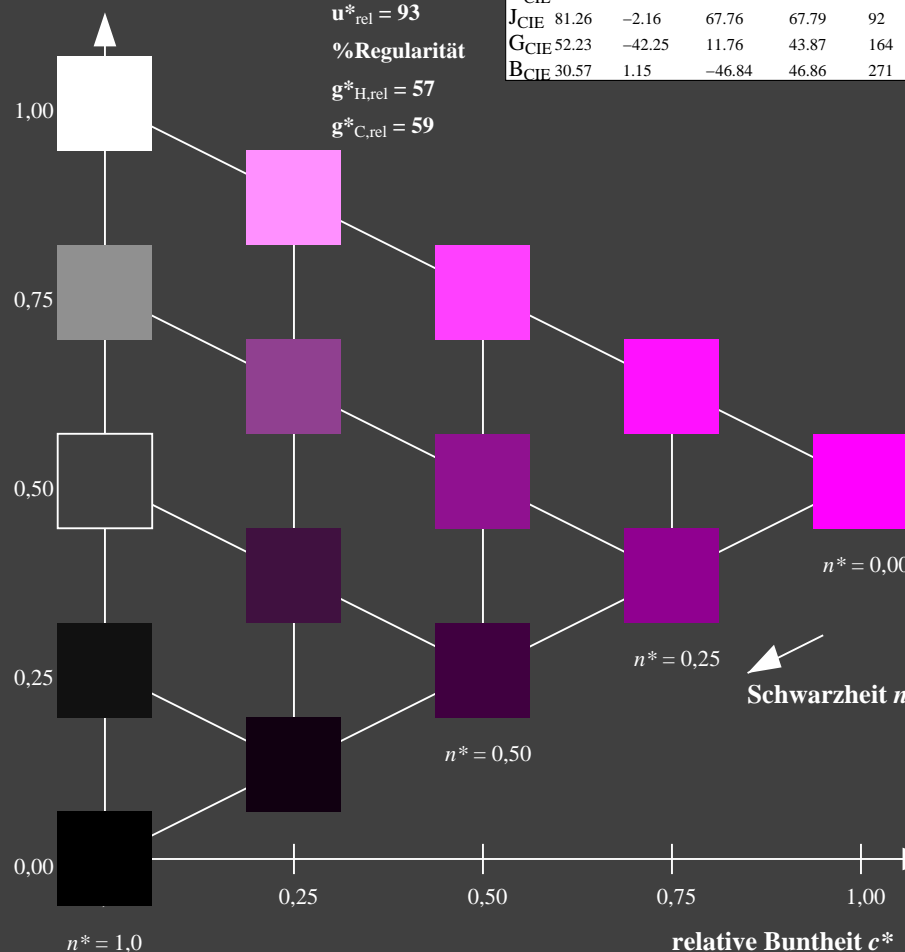 u*rel = 93
%Regularität
g*H,rel = 57
g*C,rel = 59
JCIE 81.26 −2.16 67.76 67.79 92
GCIE 52.23 −42.25 11.76 43.87 164
BCIE 30.57 1.15 −46.84 46.86 271
1,00
0,75
0,50
0,25
0,00
n* = 0,00
n* = 0,25
Schwarzheit n
n* = 0,50
0,25 0,50 0,75 1,00
n* = 1,0
relative Buntheit c*